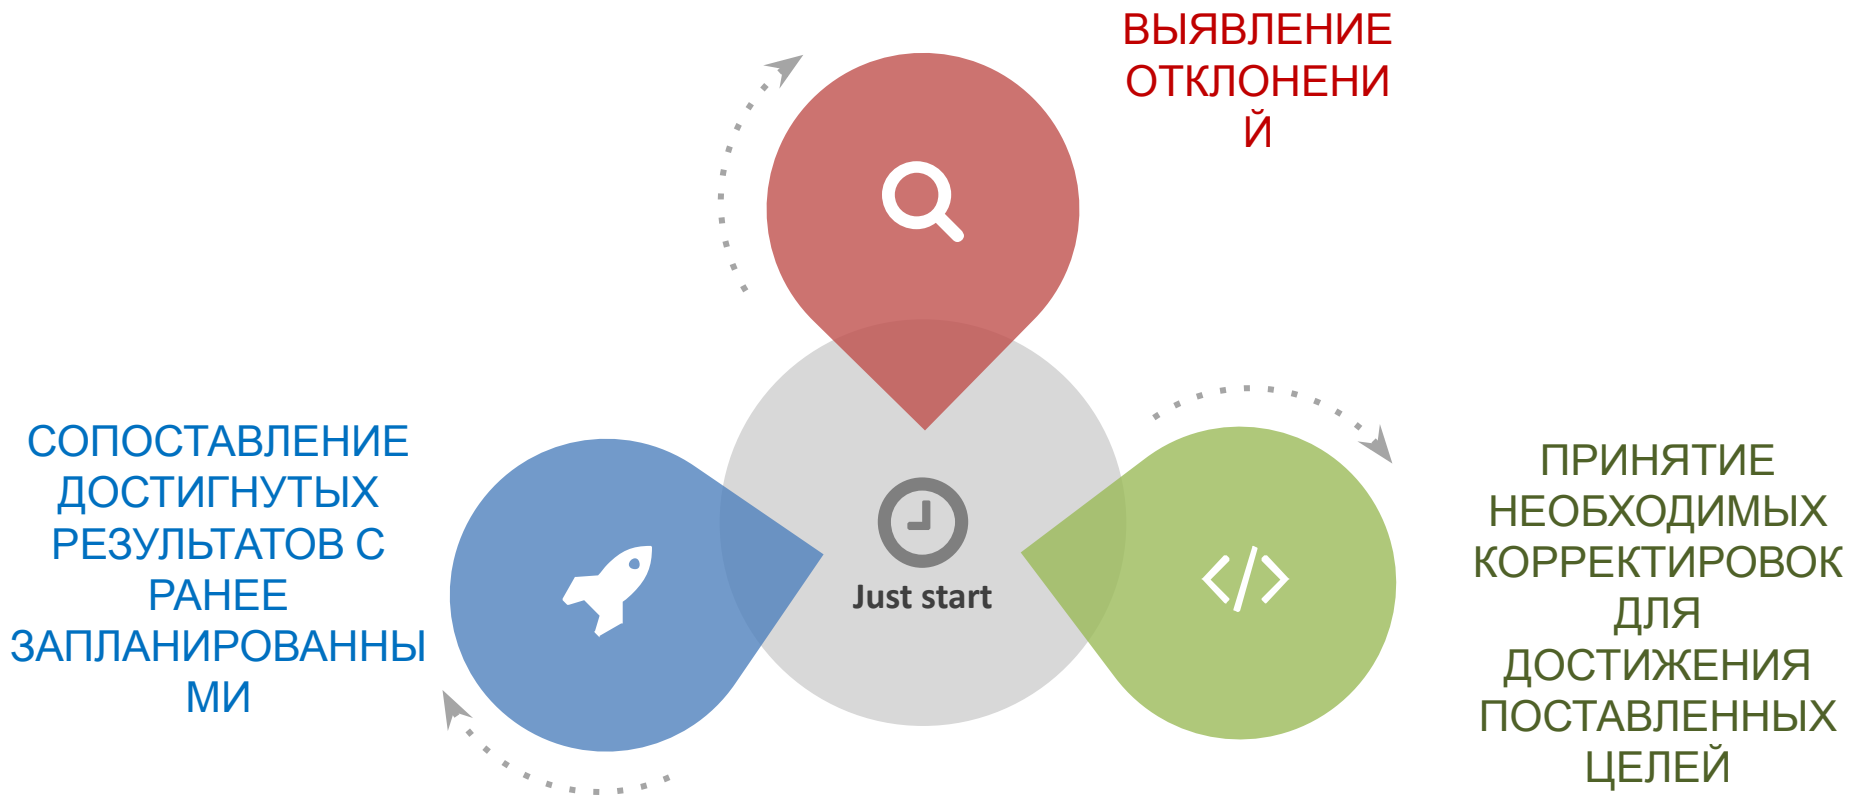 ВЫЯВЛЕНИЕ
ОТКЛОНЕНИ
Й
СОПОСТАВЛЕНИЕ
ДОСТИГНУТЫХ
РЕЗУЛЬТАТОВ С
РАНЕЕ
ЗАПЛАНИРОВАННЫ
МИ
Just start
ПРИНЯТИЕ
НЕОБХОДИМЫХ
КОРРЕКТИРОВОК
ДЛЯ
ДОСТИЖЕНИЯ
ПОСТАВЛЕННЫХ
ЦЕЛЕЙ